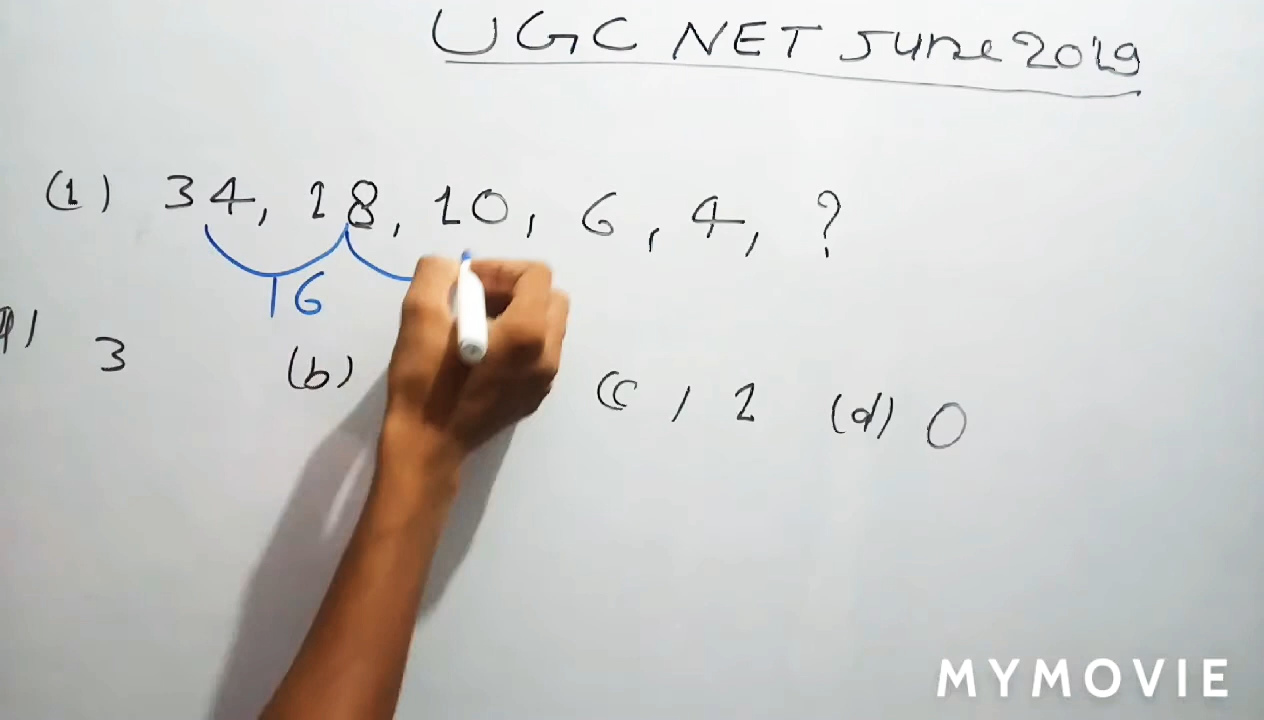 UGC NET June 2019
(1) 34, 18, 10, 6, 4, ?
16
3 (b) (c) 2 (d) 0
MYMOVIE